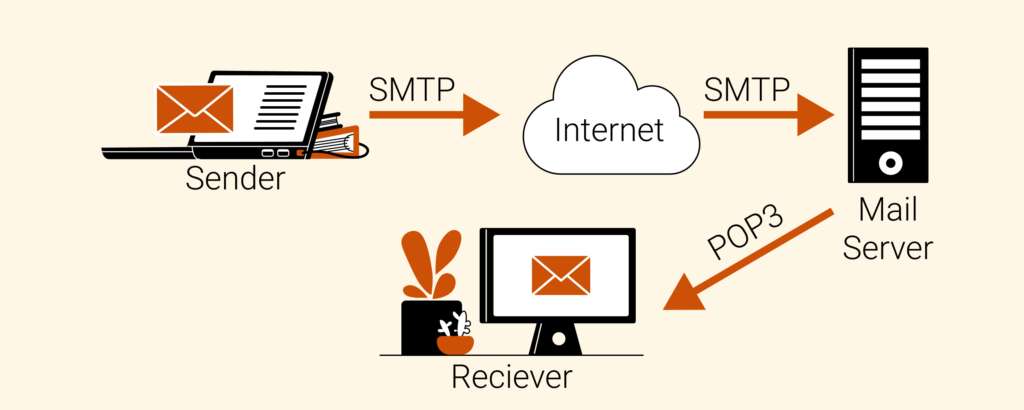 SMTP
SMTP
Internet
Sender
Mail
Server
POP3
Reciever